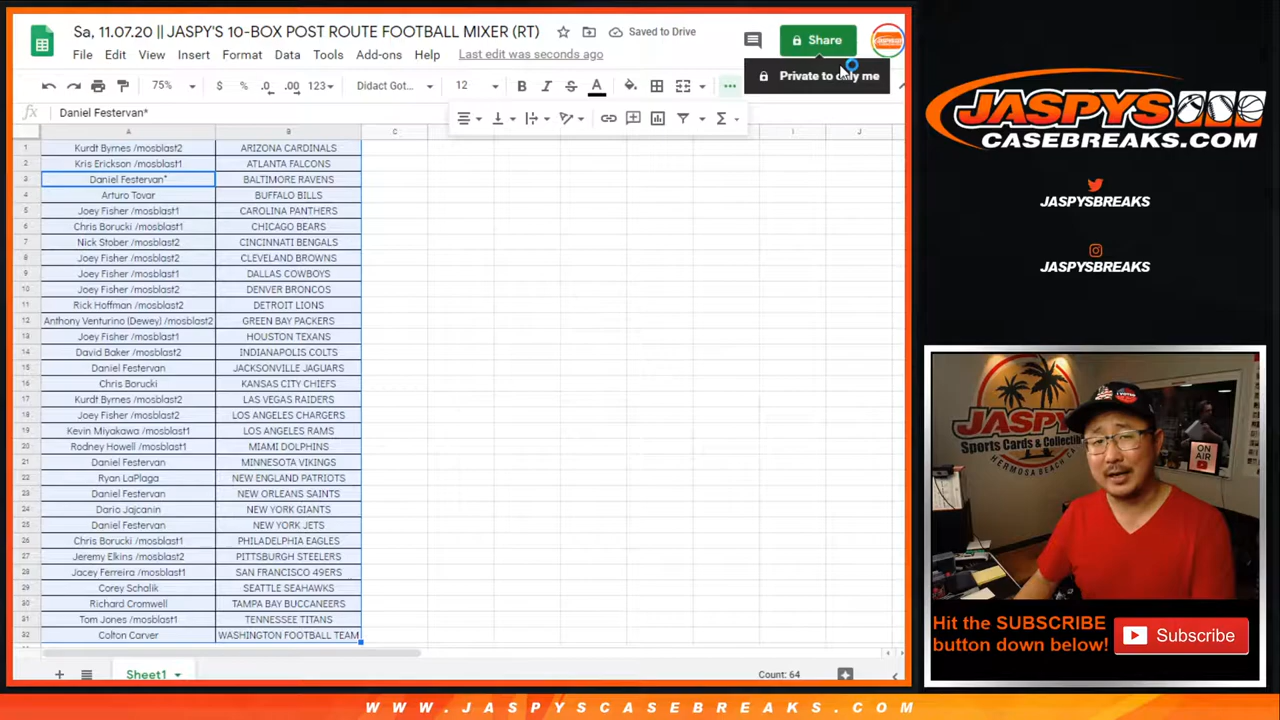 Sa, 11.07.20 || JASPY'S 10-BOX POST ROUTE FOOTBALL MIXER (RT)
Saved to Drive
Share
File Edit View Insert Format Data Tools Add-ons Help Last edit was seconds ago
Private to only me
75% $ % .0 .00 123 Didact Got... 12 B I S A
fx Daniel Festervan*
A B C I J
1 Kurdt Byrnes /mosblast2 ARIZONA CARDINALS
2 Kris Erickson /mosblast1 ATLANTA FALCONS
3 Daniel Festervan* BALTIMORE RAVENS
4 Arturo Tovar BUFFALO BILLS
5 Joey Fisher /mosblast1 CAROLINA PANTHERS
6 Chris Borucki /mosblast1 CHICAGO BEARS
7 Nick Stober /mosblast2 CINCINNATI BENGALS
8 Joey Fisher /mosblast2 CLEVELAND BROWNS
9 Joey Fisher /mosblast1 DALLAS COWBOYS
10 Joey Fisher /mosblast2 DENVER BRONCOS
11 Rick Hoffman /mosblast2 DETROIT LIONS
12 Anthony Venturino (Dewey) /mosblast2 GREEN BAY PACKERS
13 Joey Fisher /mosblast1 HOUSTON TEXANS
14 David Baker /mosblast2 INDIANAPOLIS COLTS
15 Daniel Festervan JACKSONVILLE JAGUARS
16 Chris Borucki KANSAS CITY CHIEFS
17 Kurdt Byrnes /mosblast2 LAS VEGAS RAIDERS
18 Joey Fisher /mosblast2 LOS ANGELES CHARGERS
19 Kevin Miyakawa /mosblast1 LOS ANGELES RAMS
20 Rodney Howell /mosblast1 MIAMI DOLPHINS
21 Daniel Festervan MINNESOTA VIKINGS
22 Ryan LaPlaga NEW ENGLAND PATRIOTS
23 Daniel Festervan NEW ORLEANS SAINTS
24 Dario Jajcanin NEW YORK GIANTS
25 Daniel Festervan NEW YORK JETS
26 Chris Borucki /mosblast1 PHILADELPHIA EAGLES
27 Jeremy Elkins /mosblast2 PITTSBURGH STEELERS
28 Jacey Ferreira /mosblast1 SAN FRANCISCO 49ERS
29 Corey Schalik SEATTLE SEAHAWKS
30 Richard Cromwell TAMPA BAY BUCCANEERS
31 Tom Jones /mosblast1 TENNESSEE TITANS
32 Colton Carver WASHINGTON FOOTBALL TEAM
Sheet1
Count: 64
JASPYS
CASEBREAKS.COM
JASPYSBREAKS
JASPYSBREAKS
JASPY'S
Sports Cards & Collectib
HERMOSA BEACH CA
ON
AIR
I VOTED
Hit the SUBSCRIBE
button down below!
Subscribe
WWW.JASPYSCASEBREAKS.COM